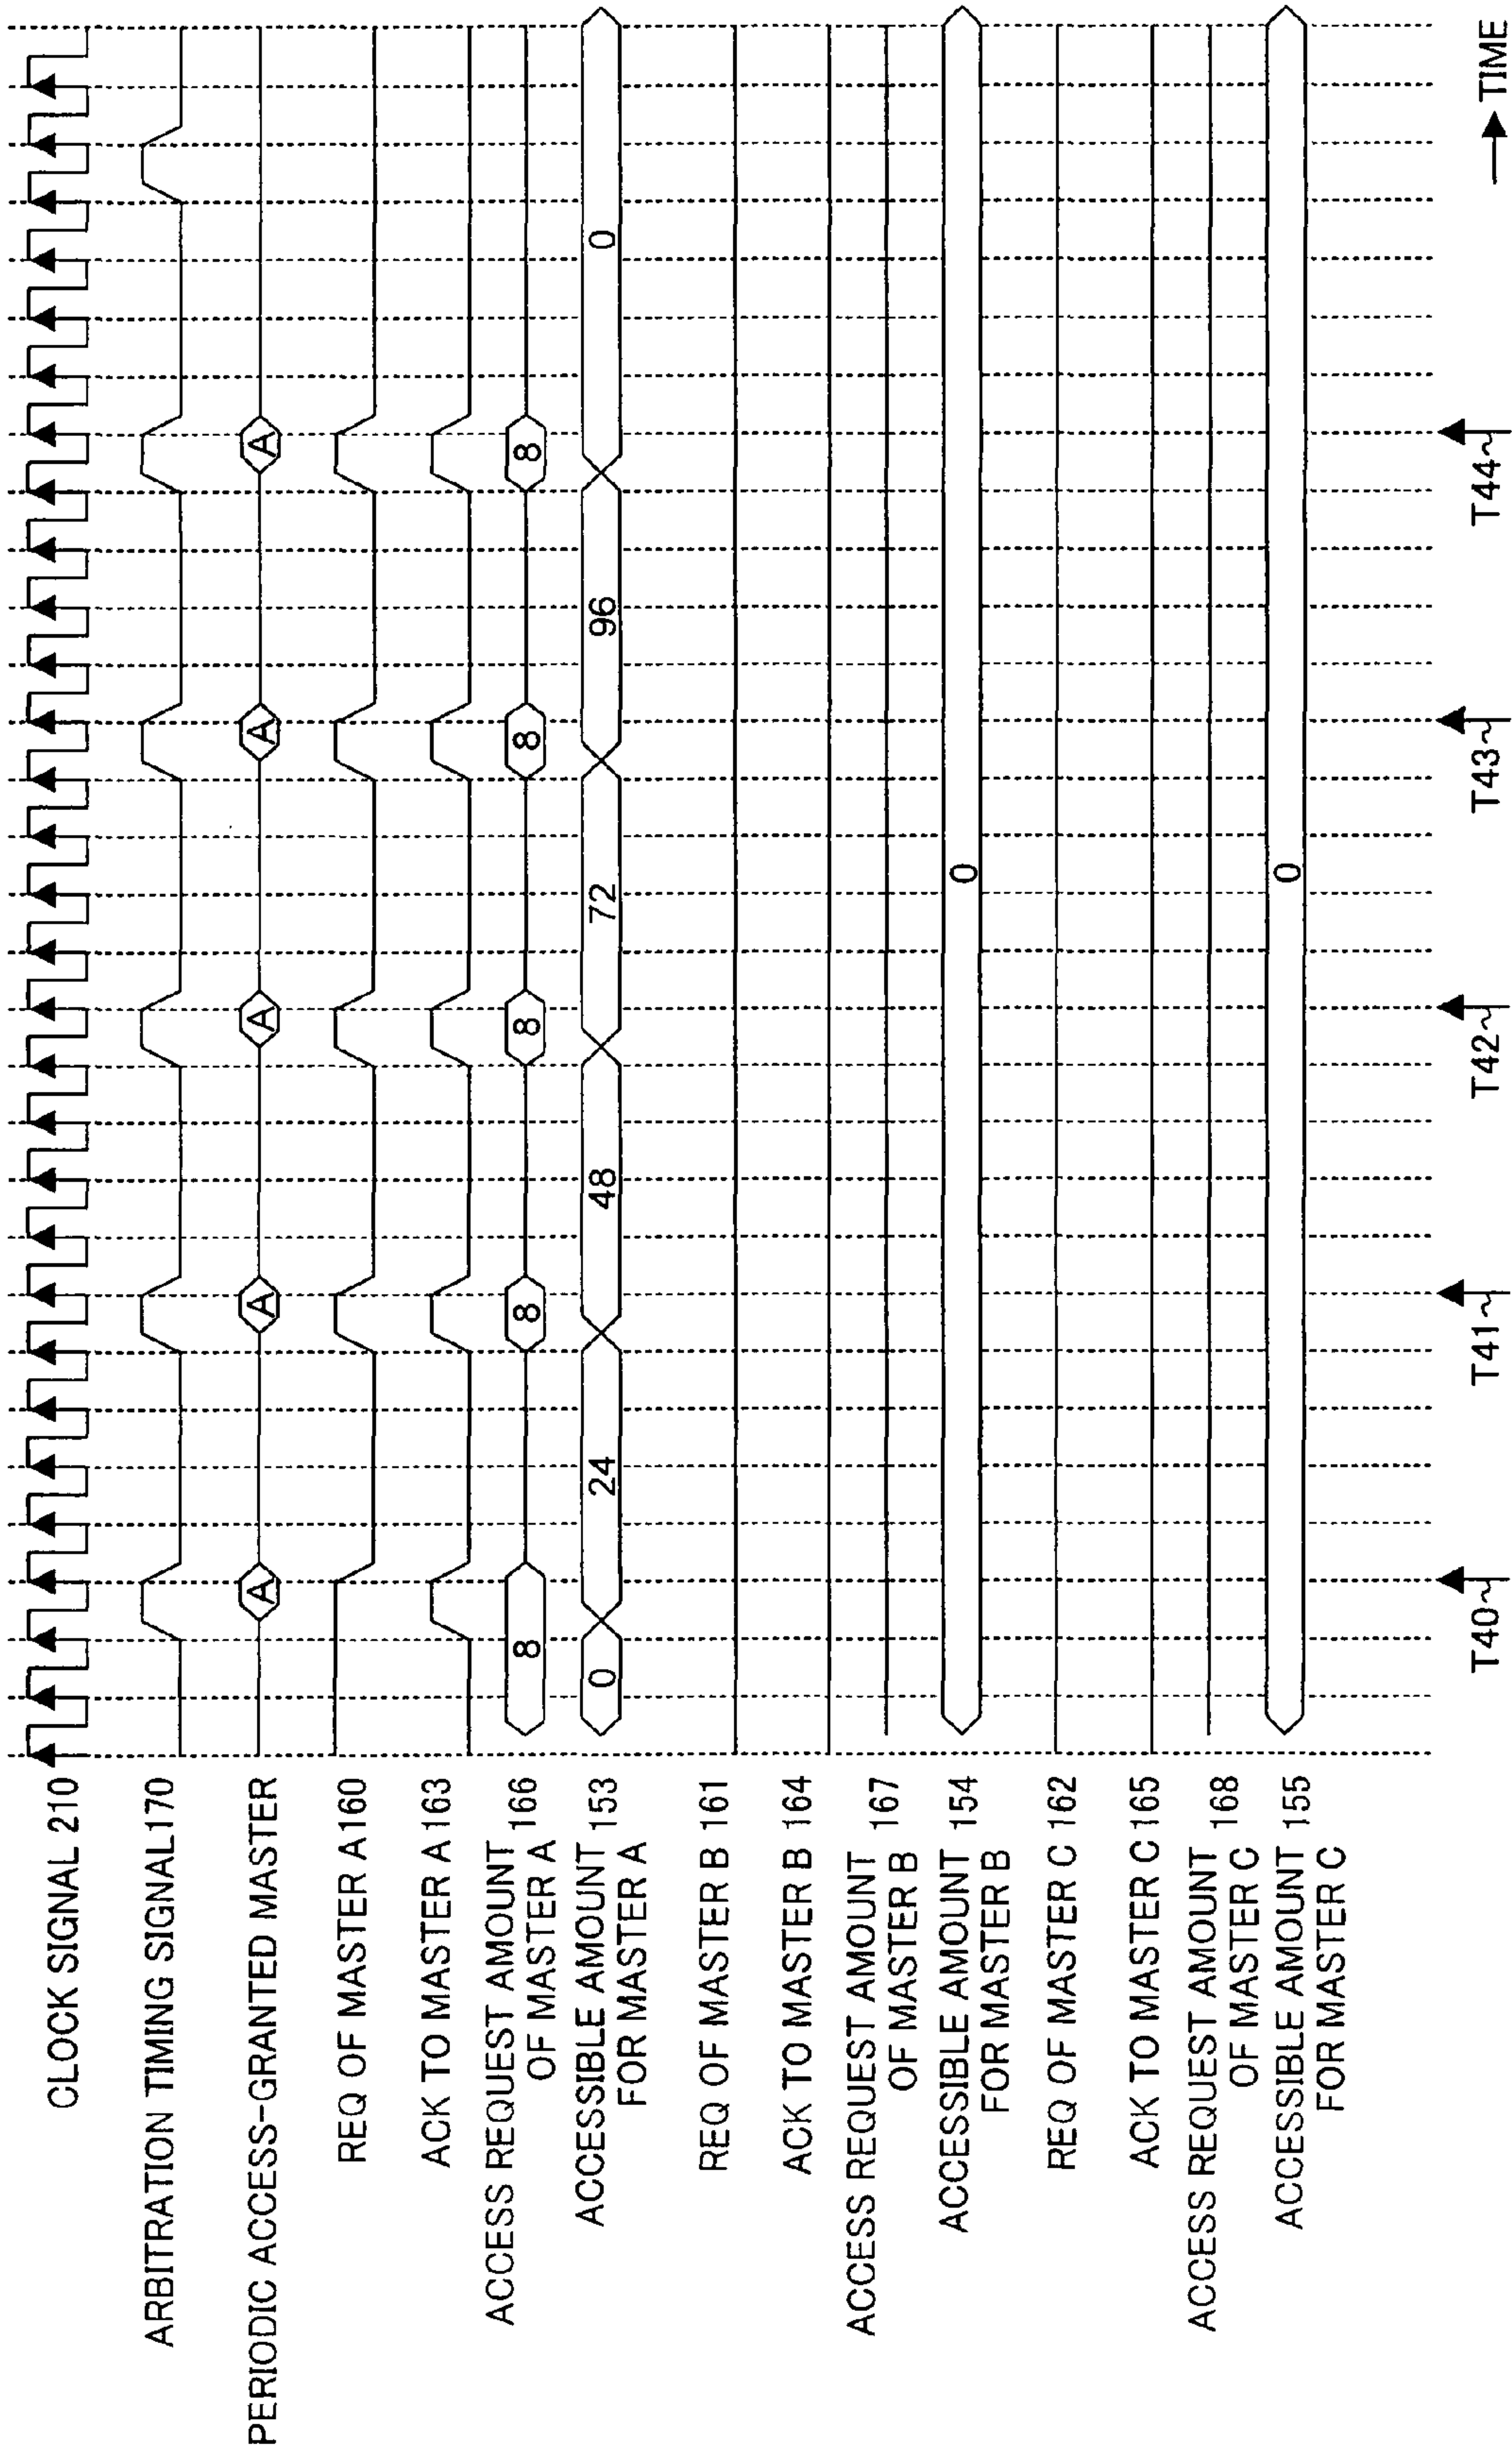 CLOCK SIGNAL 210
ARBITRATION TIMING SIGNAL 170
PERIODIC ACCESS-GRANTED MASTER
A A A A A
REQ OF MASTER A 160
ACK TO MASTER A 163
ACCESS REQUEST AMOUNT
OF MASTER A 166
8 8 8 8 8
ACCESSIBLE AMOUNT
FOR MASTER A 153
0 24 48 72 96 0
REQ OF MASTER B 161
ACK TO MASTER B 164
ACCESS REQUEST AMOUNT
OF MASTER B 167
ACCESSIBLE AMOUNT
FOR MASTER B 154
0
REQ OF MASTER C 162
ACK TO MASTER C 165
ACCESS REQUEST AMOUNT
OF MASTER C 168
ACCESSIBLE AMOUNT
FOR MASTER C 155
0
T40 T41 T42 T43 T44
TIME